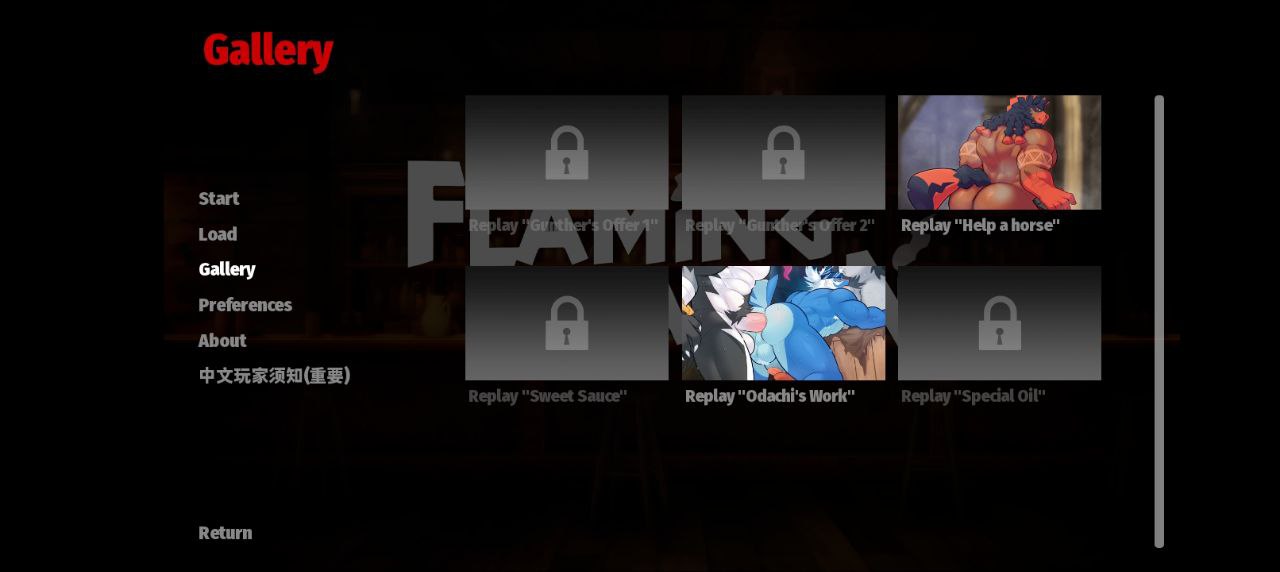 Gallery
Start
Load
Gallery
Preferences
About
中文玩家须知(重要)
Return
FLAMING
Replay "Gunther's Offer 1"
Replay "Gunther's Offer 2"
Replay "Help a horse"
Replay "Sweet Sauce"
Replay "Odachi's Work"
Replay "Special Oil"